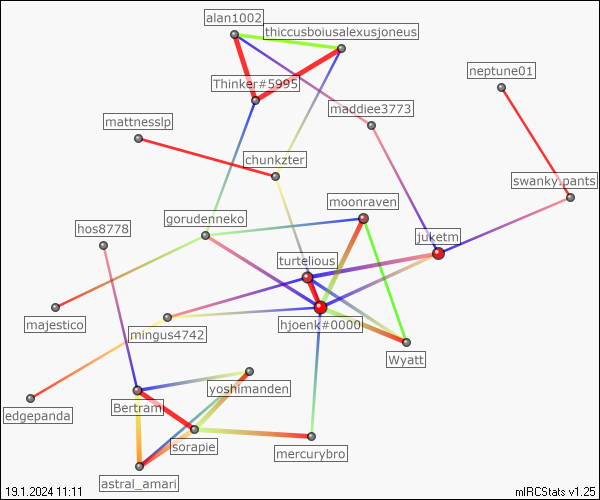 alan1002
thiccusboiusalexusjoneus
neptune01
Thinker#5995
maddiee3773
mattnesslp
chunkzter
swanky.pants
moonraven
gorudenneko
hos8778
juketm
turtelious
majestico
hjoenk#0000
mingus4742
Wyatt
yoshimanden
edgepanda
Bertram
sorapie
mercurybro
astral_amari
19.1.2024 11:11
mIRCStats v1.25